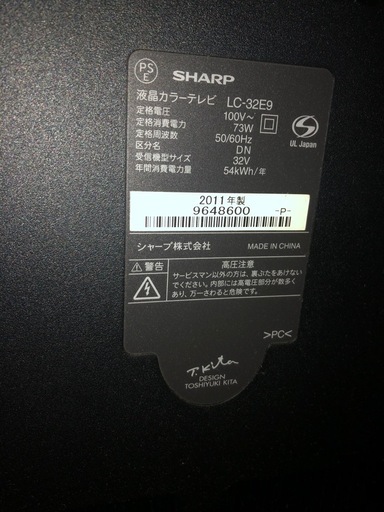 PS
E
SHARP
液晶カラーテレビ LC-32E9
定格電圧 100V~
定格消費電力 73W
定格周波数 50/60Hz
区分名 DN
受信機型サイズ 32V
年間消費電力量 54kWh/年
UL Japan
2011年製
9648600 -P-
シャープ株式会社 MADE IN CHINA
警告 高圧注意
サービスマン以外の方は、裏ぶたをあけない
でください。内部には高電圧部分が数多く
あり、万一さわると危険です。
>PC<
T.Kita
DESIGN
TOSHIYUKI KITA